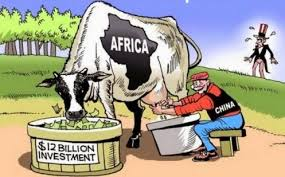 AFRICA
CHINA
$12 BILLION
INVESTMENT